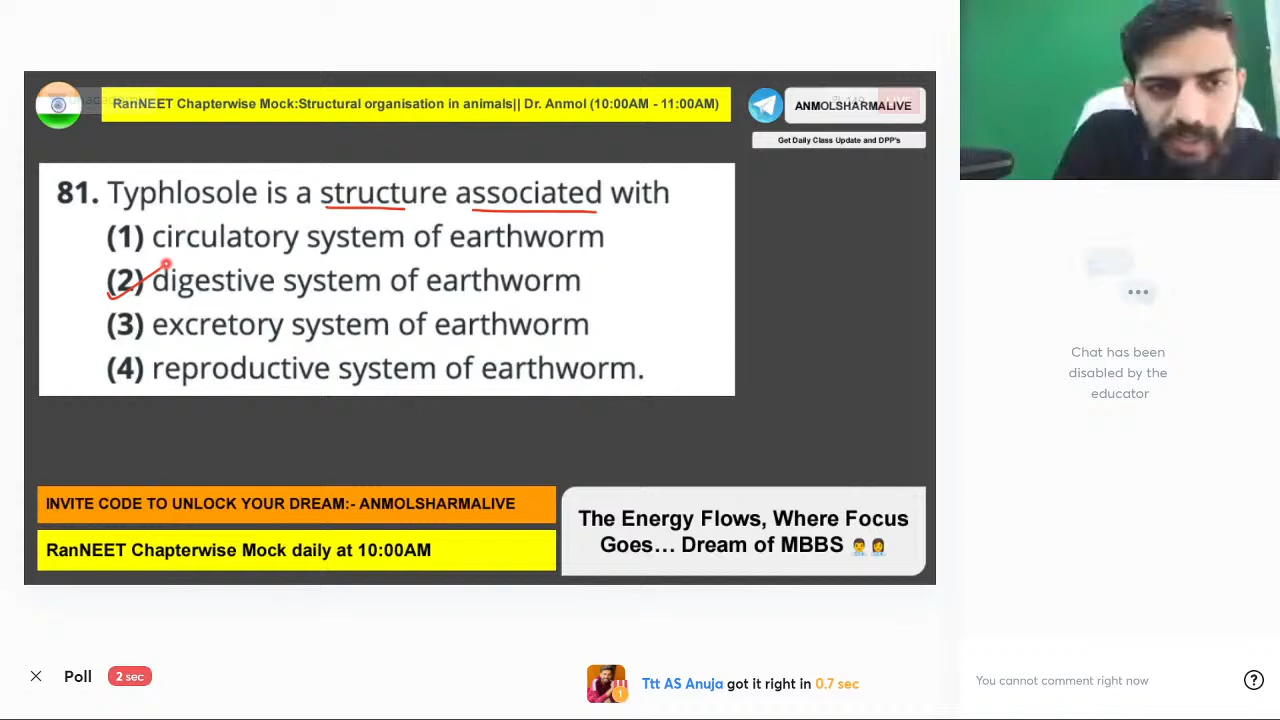 RanNEET Chapterwise Mock:Structural organisation in animals|| Dr. Anmol (10:00AM - 11:00AM)
ANMOLSHARMALIVE
Get Daily Class Update and DPP's
81. Typhlosole is a structure associated with
(1) circulatory system of earthworm
(2) digestive system of earthworm
(3) excretory system of earthworm
(4) reproductive system of earthworm.
INVITE CODE TO UNLOCK YOUR DREAM:- ANMOLSHARMALIVE
RanNEET Chapterwise Mock daily at 10:00AM
The Energy Flows, Where Focus
Goes... Dream of MBBS
Chat has been
disabled by the
educator
Poll 2 sec
1
Ttt AS Anuja got it right in 0.7 sec
You cannot comment right now
?